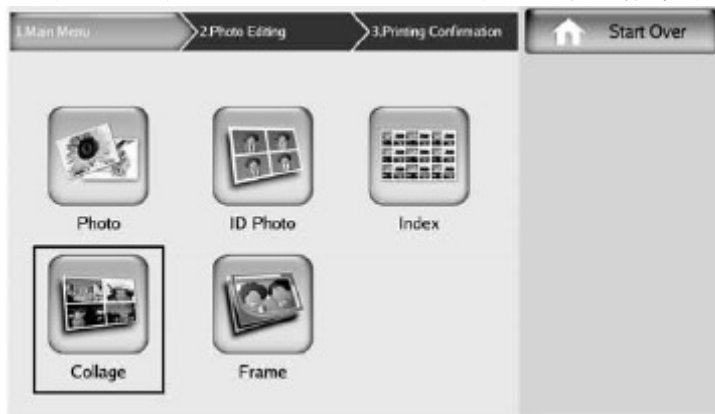 1.Main Menu
2.Photo Editing
3.Printing Confirmation
Start Over
Photo
ID Photo
Index
Collage
Frame